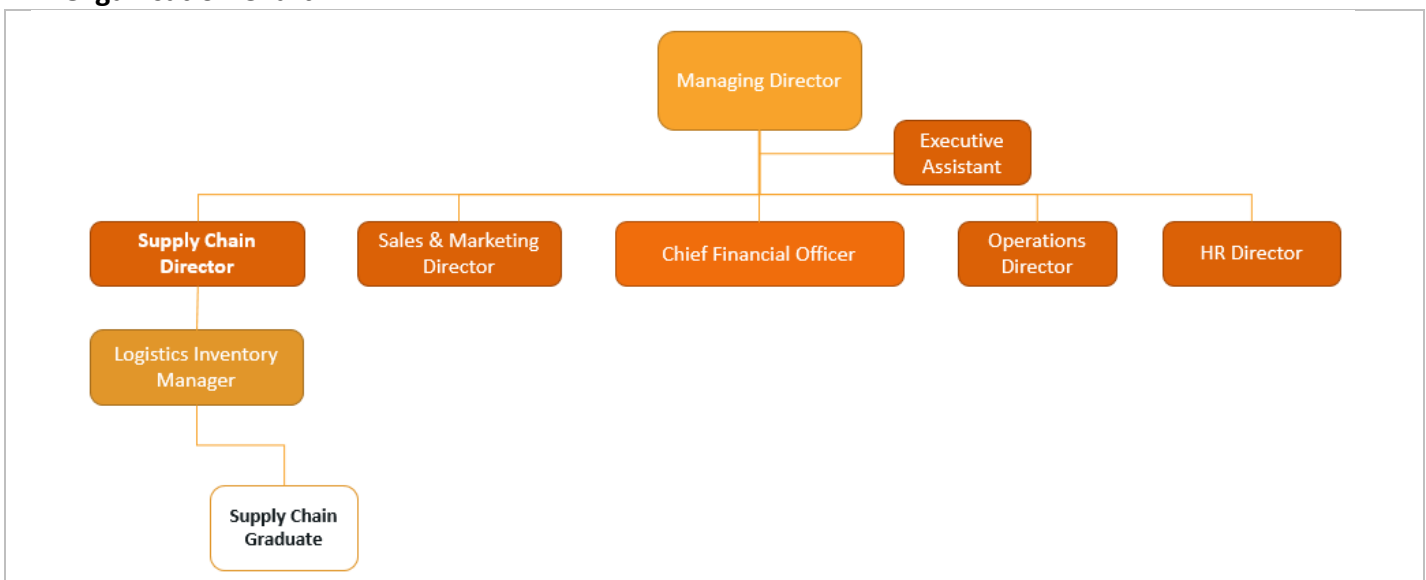 Managing Director
Executive
Assistant
Supply Chain
Director
Sales & Marketing
Director
Chief Financial Officer
Operations
Director
HR Director
Logistics Inventory
Manager
Supply Chain
Graduate